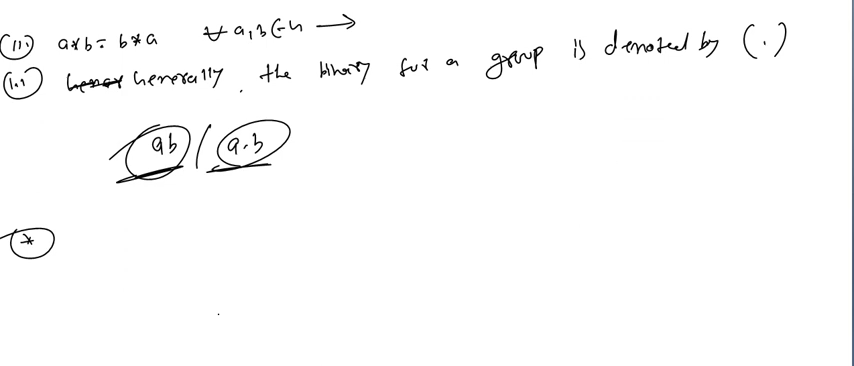 (ii) a*b = b*a ∀ a,b ∈ G →
(iii) Generally, the binary for a group is denoted by (.)
ab / a.b
*